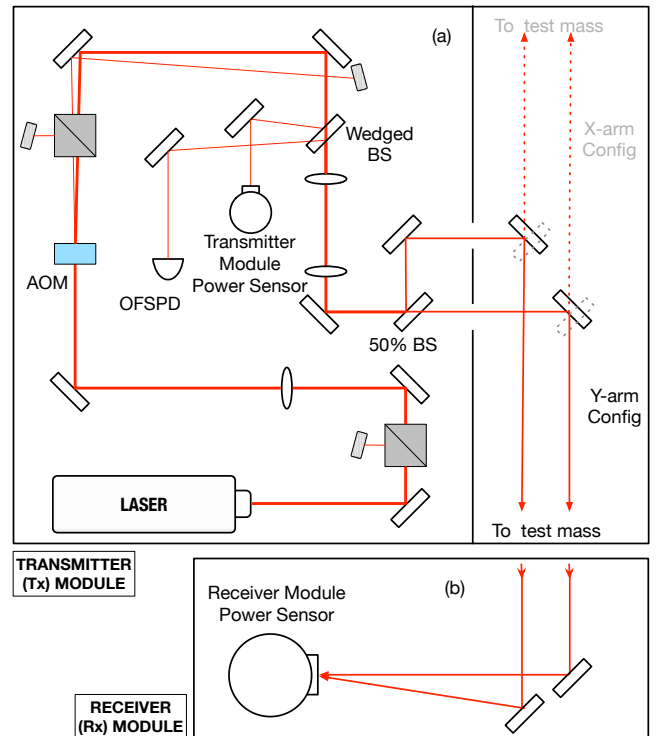 (a)
To test mass
X-arm
Config
Wedged
BS
Transmitter
Module
Power Sensor
AOM
OFSPD
50% BS
Y-arm
Config
LASER
To test mass
TRANSMITTER
(Tx) MODULE
(b)
Receiver Module
Power Sensor
RECEIVER
(Rx) MODULE